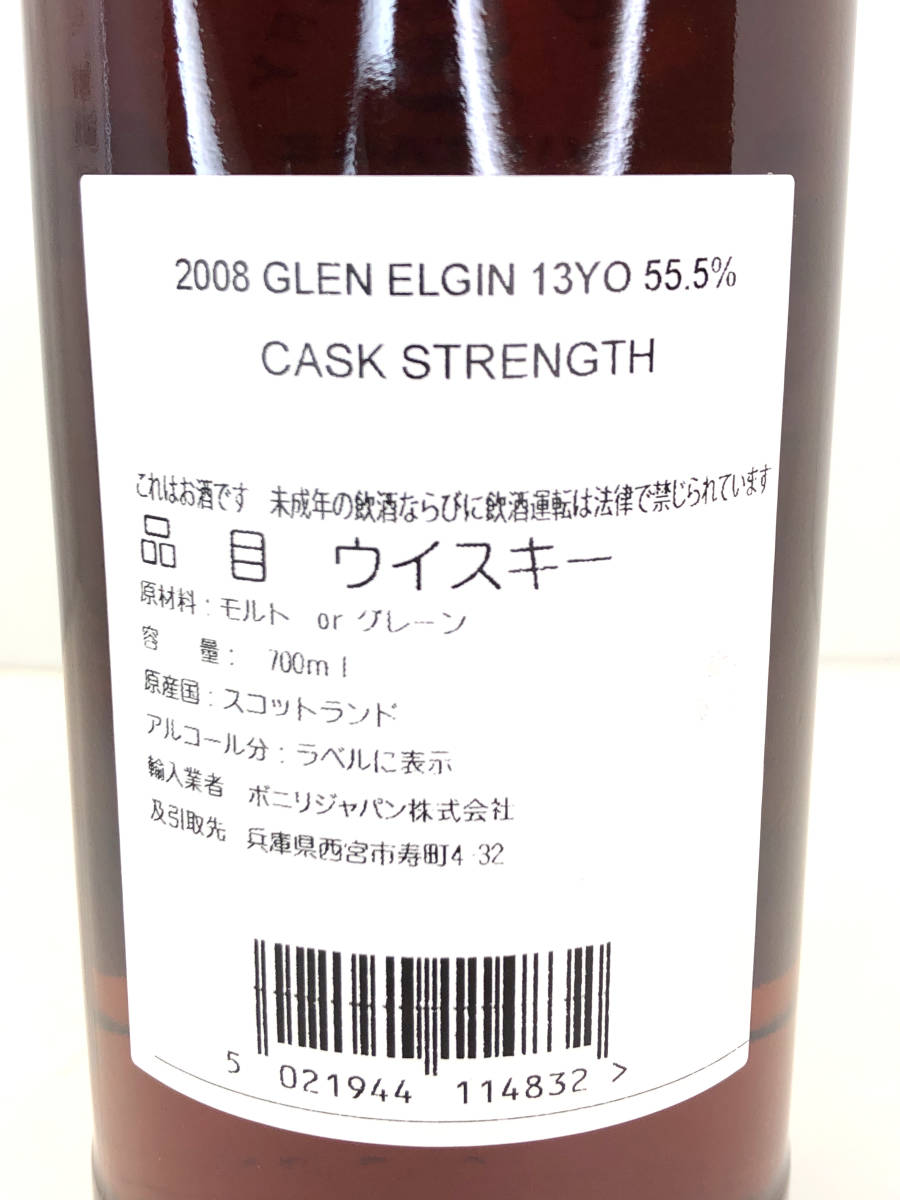 2008 GLEN ELGIN 13YO 55.5%
CASK STRENGTH
これはお酒です　未成年の飲酒ならびに飲酒運転は法律で禁じられています
品　目　ウイスキー
原材料：モルト　or グレーン
容　量：　700ml
原産国：スコットランド
アルコール分：ラベルに表示
輸入業者　ボニリジャパン株式会社
及引取先　兵庫県西宮市寿町4-32
5 021944 114832 >